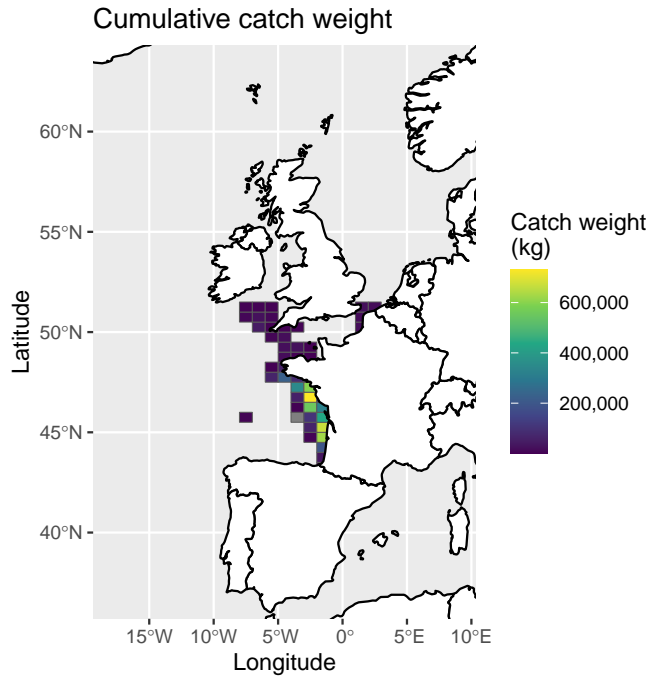 Cumulative catch weight
60°N
55°N
50°N
45°N
40°N
15°W 10°W 5°W 0° 5°E 10°E
Longitude
Latitude
Catch weight
(kg)
600,000
400,000
200,000